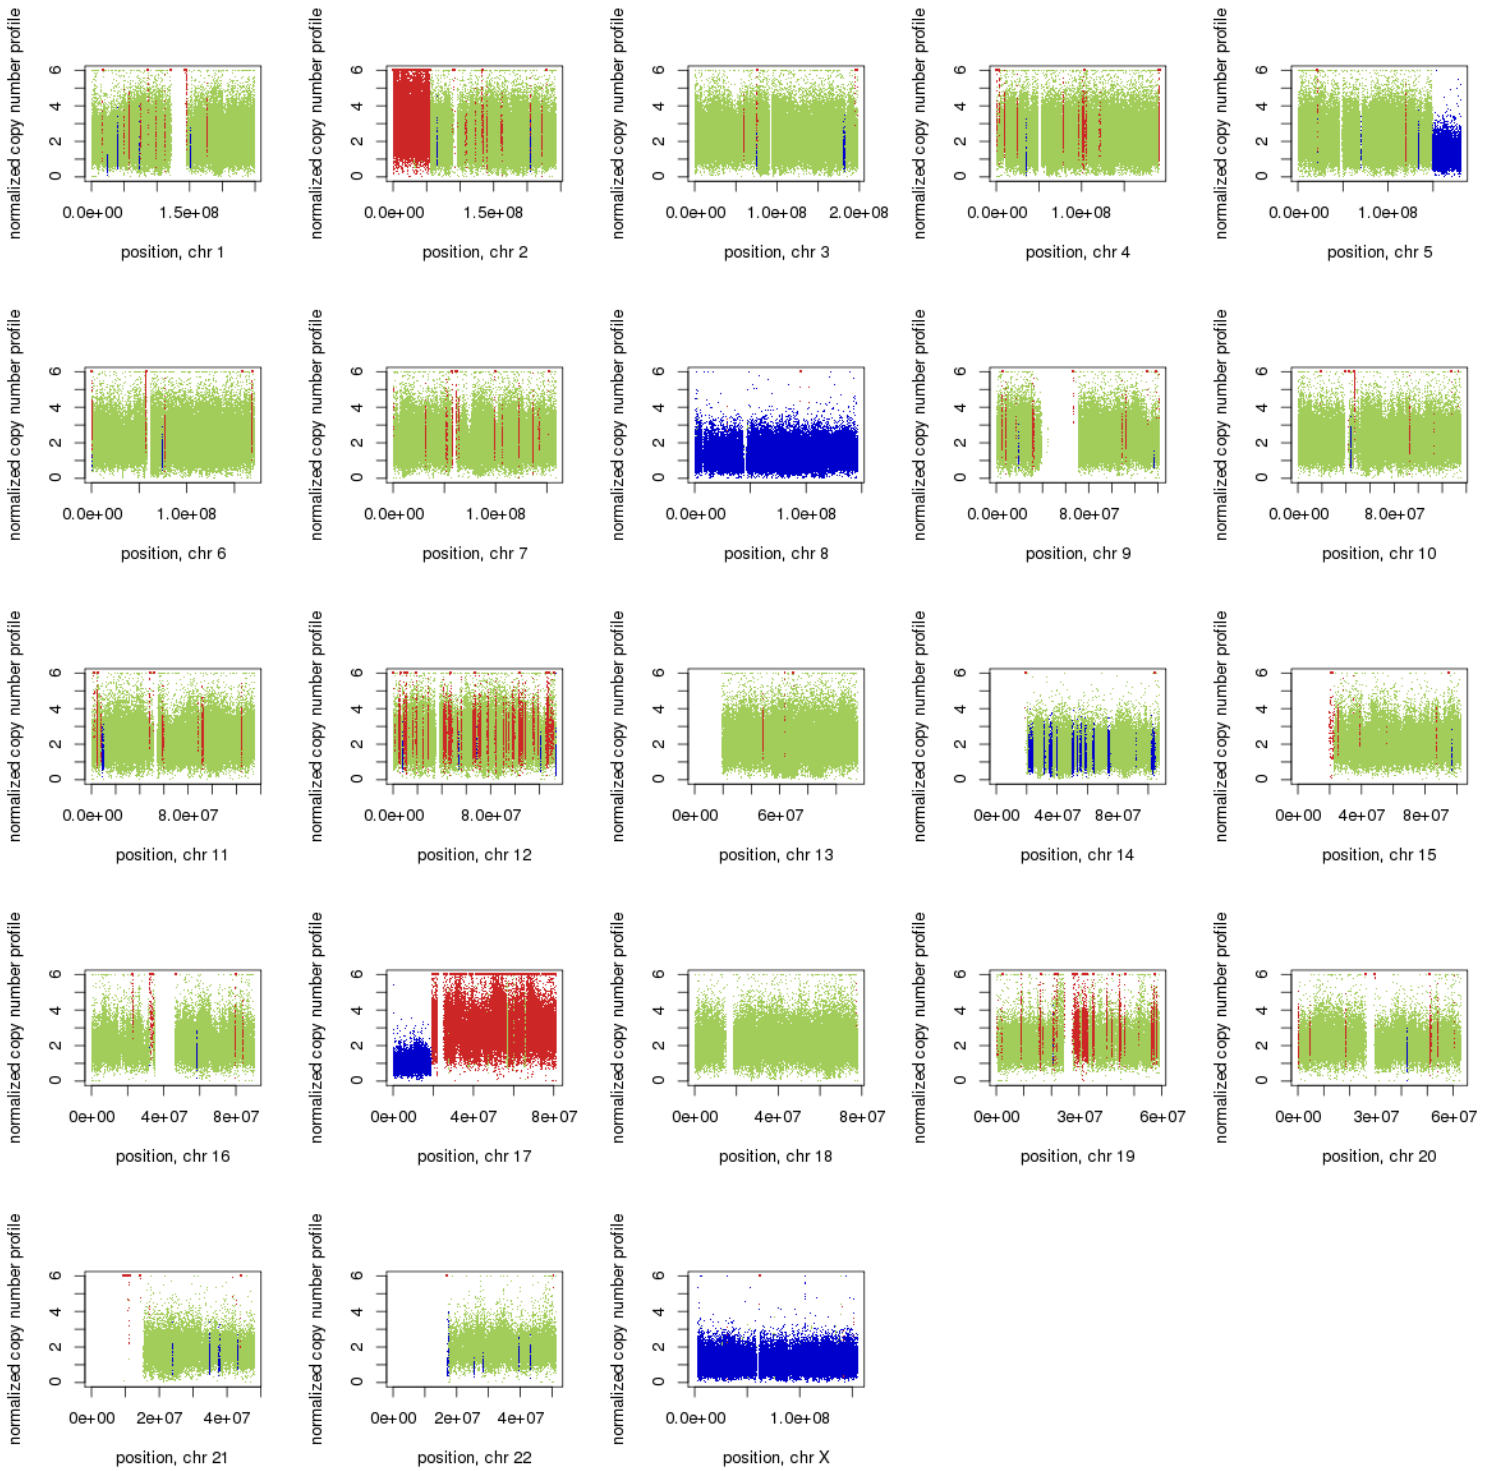 normalized copy number profile
6
4
2
0
0.0e+00 1.5e+08
position, chr 1
normalized copy number profile
6
4
2
0
0.0e+00 1.5e+08
position, chr 2
normalized copy number profile
6
4
2
0
0.0e+00 1.0e+08 2.0e+08
position, chr 3
normalized copy number profile
6
4
2
0
0.0e+00 1.0e+08
position, chr 4
normalized copy number profile
6
4
2
0
0.0e+00 1.0e+08
position, chr 5
normalized copy number profile
6
4
2
0
0.0e+00 1.0e+08
position, chr 6
normalized copy number profile
6
4
2
0
0.0e+00 1.0e+08
position, chr 7
normalized copy number profile
6
4
2
0
0.0e+00 1.0e+08
position, chr 8
normalized copy number profile
6
4
2
0
0.0e+00 8.0e+07
position, chr 9
normalized copy number profile
6
4
2
0
0.0e+00 8.0e+07
position, chr 10
normalized copy number profile
6
4
2
0
0.0e+00 8.0e+07
position, chr 11
normalized copy number profile
6
4
2
0
0.0e+00 8.0e+07
position, chr 12
normalized copy number profile
6
4
2
0
0e+00 6e+07
position, chr 13
normalized copy number profile
6
4
2
0
0e+00 4e+07 8e+07
position, chr 14
normalized copy number profile
6
4
2
0
0e+00 4e+07 8e+07
position, chr 15
normalized copy number profile
6
4
2
0
0e+00 4e+07 8e+07
position, chr 16
normalized copy number profile
6
4
2
0
0e+00 4e+07 8e+07
position, chr 17
normalized copy number profile
6
4
2
0
0e+00 4e+07 8e+07
position, chr 18
normalized copy number profile
6
4
2
0
0e+00 3e+07 6e+07
position, chr 19
normalized copy number profile
6
4
2
0
0e+00 3e+07 6e+07
position, chr 20
normalized copy number profile
6
4
2
0
0e+00 2e+07 4e+07
position, chr 21
normalized copy number profile
6
4
2
0
0e+00 2e+07 4e+07
position, chr 22
normalized copy number profile
6
4
2
0
0.0e+00 1.0e+08
position, chr X